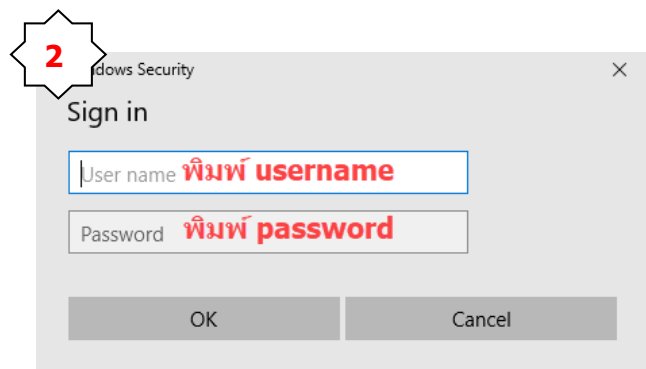 2
dows Security
Sign in
User name พิมพ์ username
Password พิมพ์ password
OK
Cancel